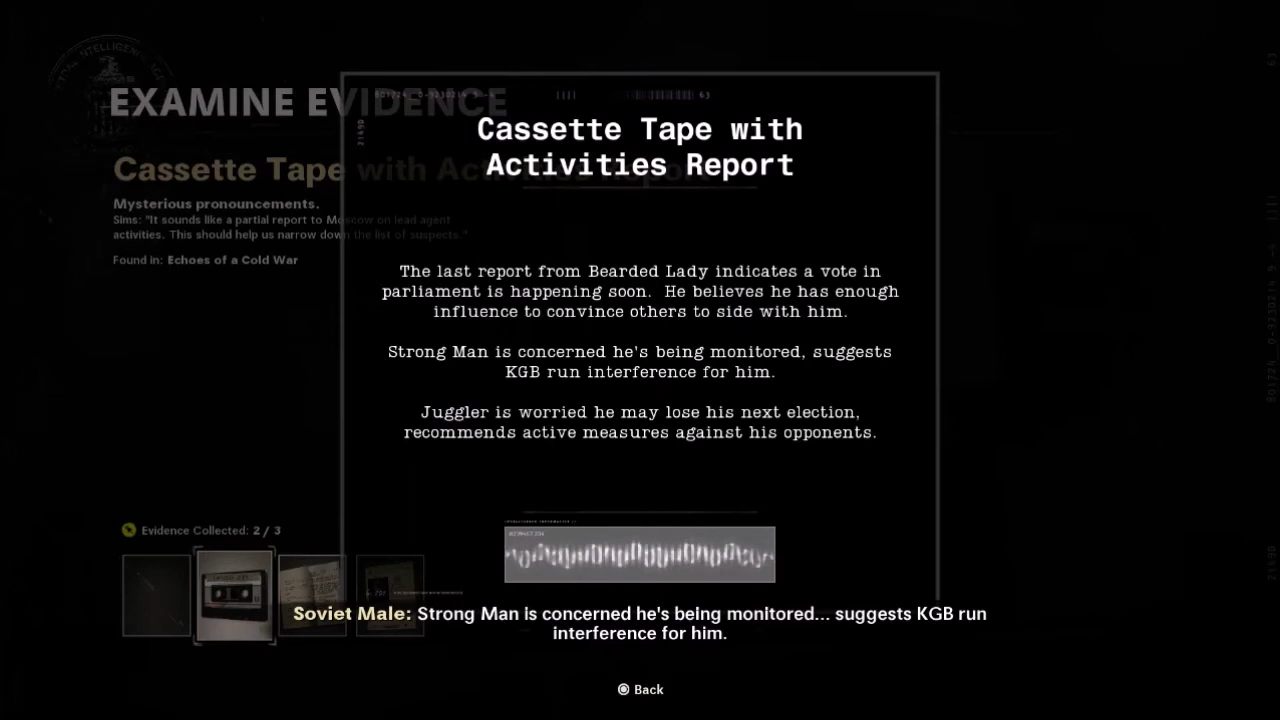 EXAMINE EVIDENCE
Cassette Tape with Activities Report
Mysterious pronouncements.
Sims: "It sounds like a partial report to Moscow on lead agent
activities. This should help us narrow down the list of suspects."
Found in: Echoes of a Cold War
63
2149D
Cassette Tape with
Activities Report
The last report from Bearded Lady indicates a vote in
parliament is happening soon. He believes he has enough
influence to convince others to side with him.
Strong Man is concerned he's being monitored, suggests
KGB run interference for him.
Juggler is worried he may lose his next election,
recommends active measures against his opponents.
Evidence Collected: 2 / 3
Soviet Male: Strong Man is concerned he's being monitored... suggests KGB run
interference for him.
Back